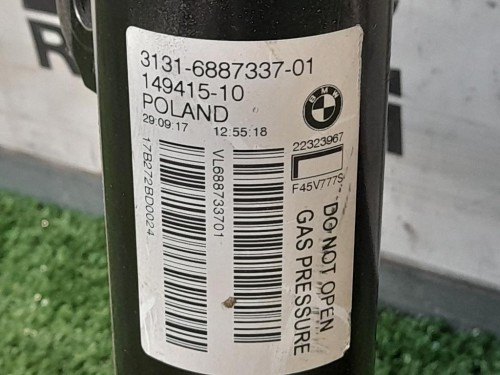 3131-6887337-01
149415-10
POLAND
29:09:17 12:55:18
BMW
22323967
L
F45V777S
17B272BD0024
VL688733701
DO NOT OPEN
GAS PRESSURE